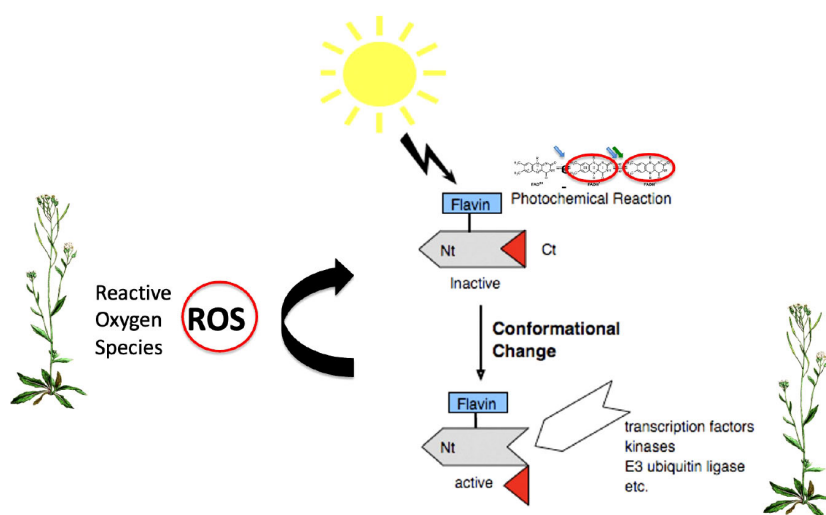 Flavin
Photochemical Reaction
Nt
Ct
Inactive
Reactive
Oxygen
Species
ROS
Conformational
Change
Flavin
Nt
active
transcription factors
kinases
E3 ubiquitin ligase
etc.